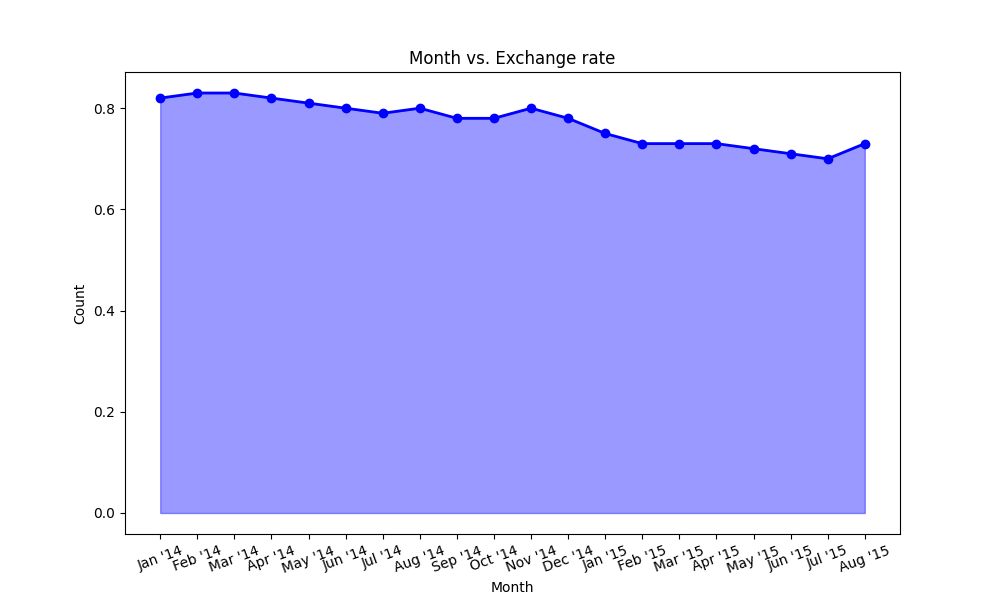 Month vs. Exchange rate
Count
0.8
0.6
0.4
0.2
0.0
Jan '14 Feb '14 Mar '14 Apr '14 May '14 Jun '14 Jul '14 Aug '14 Sep '14 Oct '14 Nov '14 Dec '14 Jan '15 Feb '15 Mar '15 Apr '15 May '15 Jun '15 Jul '15 Aug '15
Month